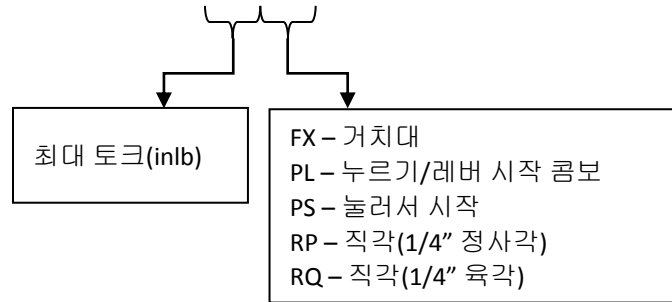 최대 토크(inlb)
FX – 거치대
PL – 누르기/레버 시작 콤보
PS – 눌러서 시작
RP – 직각(1/4” 정사각)
RQ – 직각(1/4” 육각)